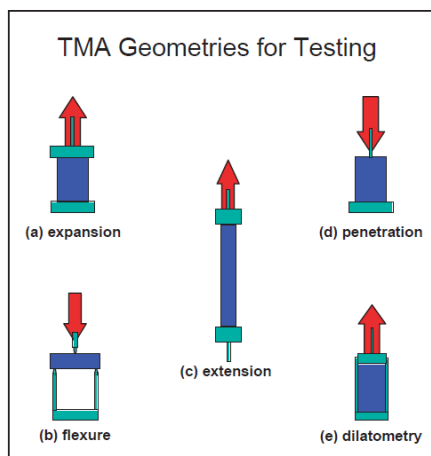 TMA Geometries for Testing
(a) expansion
(d) penetration
(c) extension
(b) flexure
(e) dilatometry